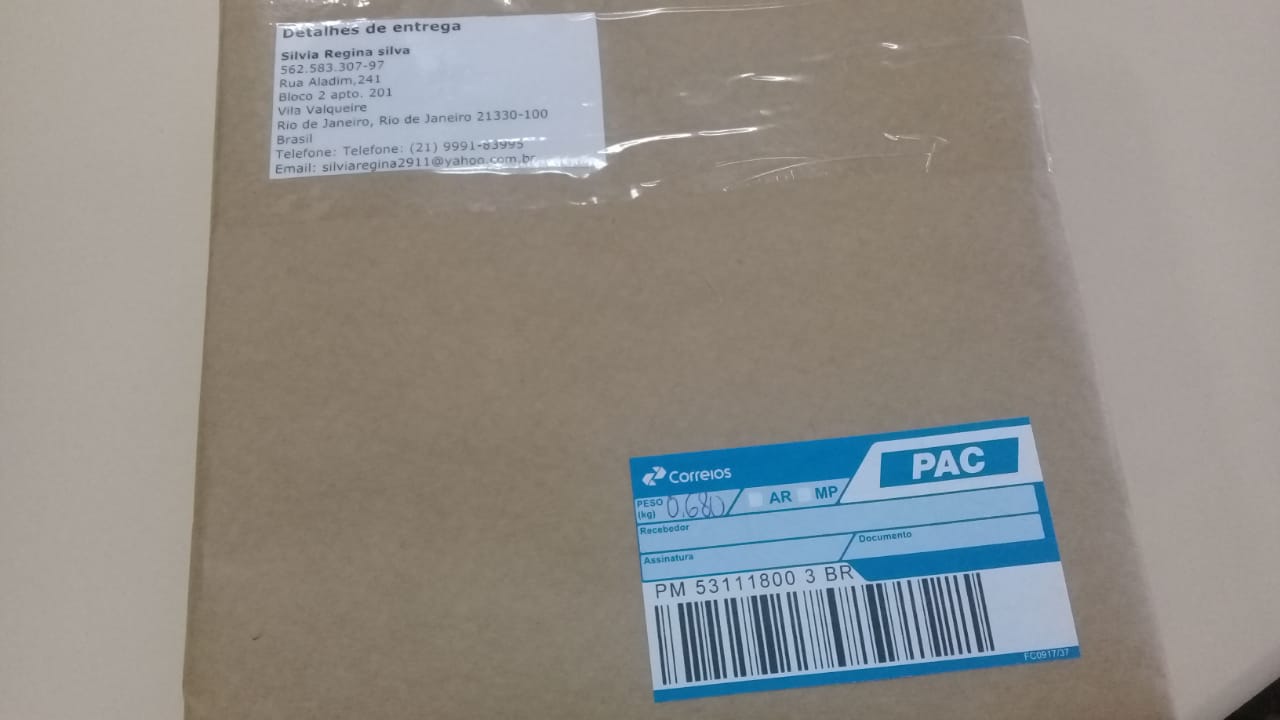 Detalhes de entrega
Silvia Regina silva
562.583.307-97
Rua Aladim,241
Bloco 2 apto. 201
Vila Valqueire
Rio de Janeiro, Rio de Janeiro 21330-100
Brasil
Telefone: Telefone: (21) 9991-83995
Email: silviaregina2911@yahoo.com.br
Correios
PAC
PESO (kg) 0,680 AR MP
Recebedor
Assinatura Documento
PM 53111800 3 BR
FC0917/37